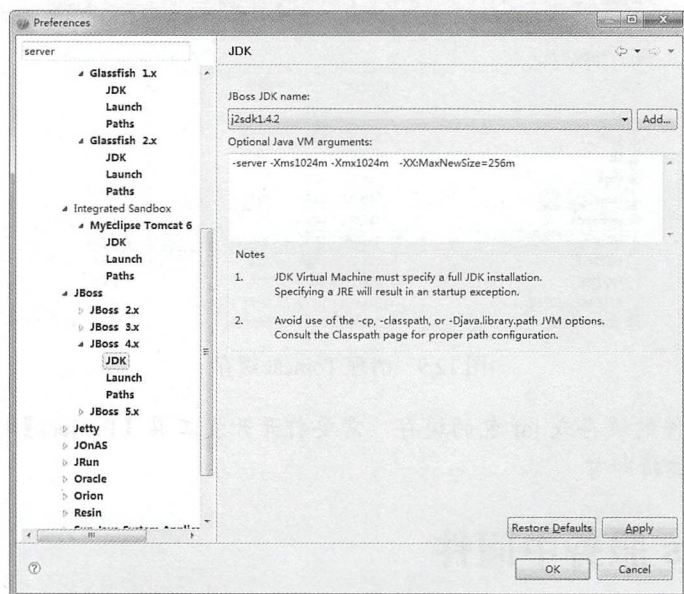 Preferences
server
Glassfish 1.x
JDK
Launch
Paths
Glassfish 2.x
JDK
Launch
Paths
Integrated Sandbox
MyEclipse Tomcat 6
JDK
Launch
Paths
JBoss
JBoss 2.x
JBoss 3.x
JBoss 4.x
JDK
Launch
Paths
JBoss 5.x
Jetty
JOnAS
JRun
Oracle
Orion
Resin
JDK
JBoss JDK name:
j2sdk1.4.2
Add...
Optional Java VM arguments:
-server -Xms1024m -Xmx1024m -XX:MaxNewSize=256m
Notes
1. JDK Virtual Machine must specify a full JDK installation.
Specifying a JRE will result in an startup exception.
2. Avoid use of the -cp, -classpath, or -Djava.library.path JVM options.
Consult the Classpath page for proper path configuration.
Restore Defaults
Apply
OK
Cancel